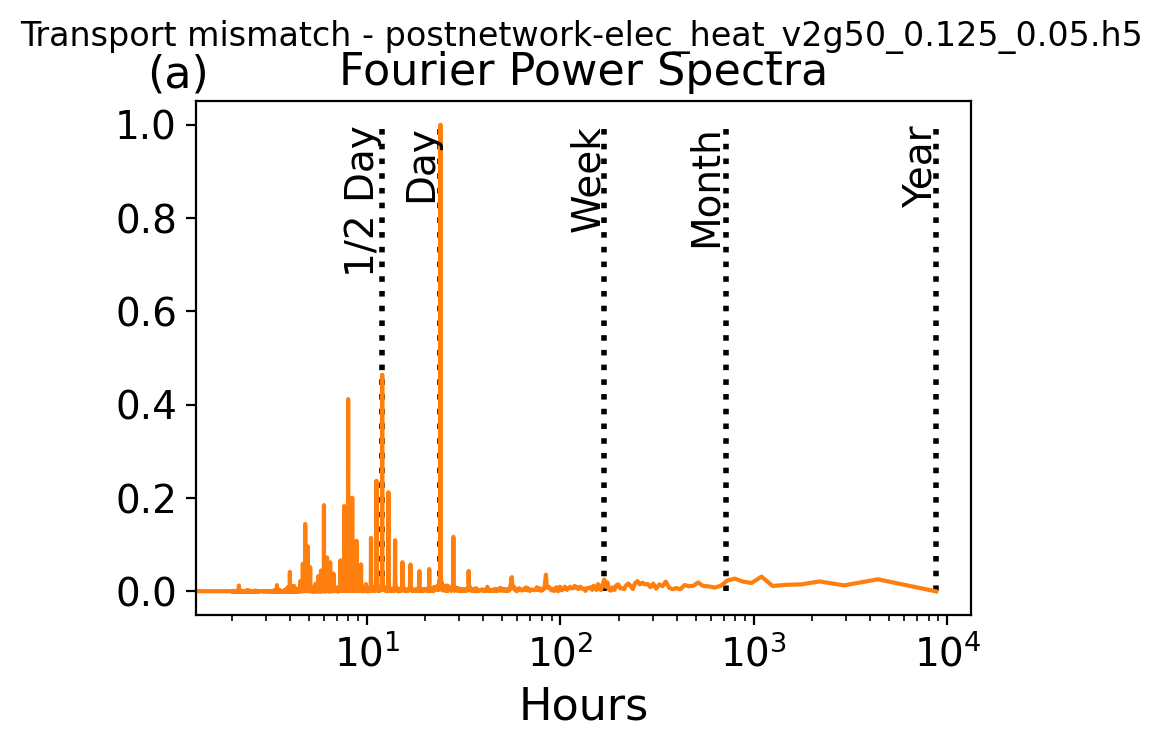 Transport mismatch - postnetwork-elec_heat_v2g50_0.125_0.05.h5
(a) Fourier Power Spectra
1.0
0.8
0.6
0.4
0.2
0.0
1/2 Day
Day
Week
Month
Year
10¹ 10² 10³ 10⁴
Hours